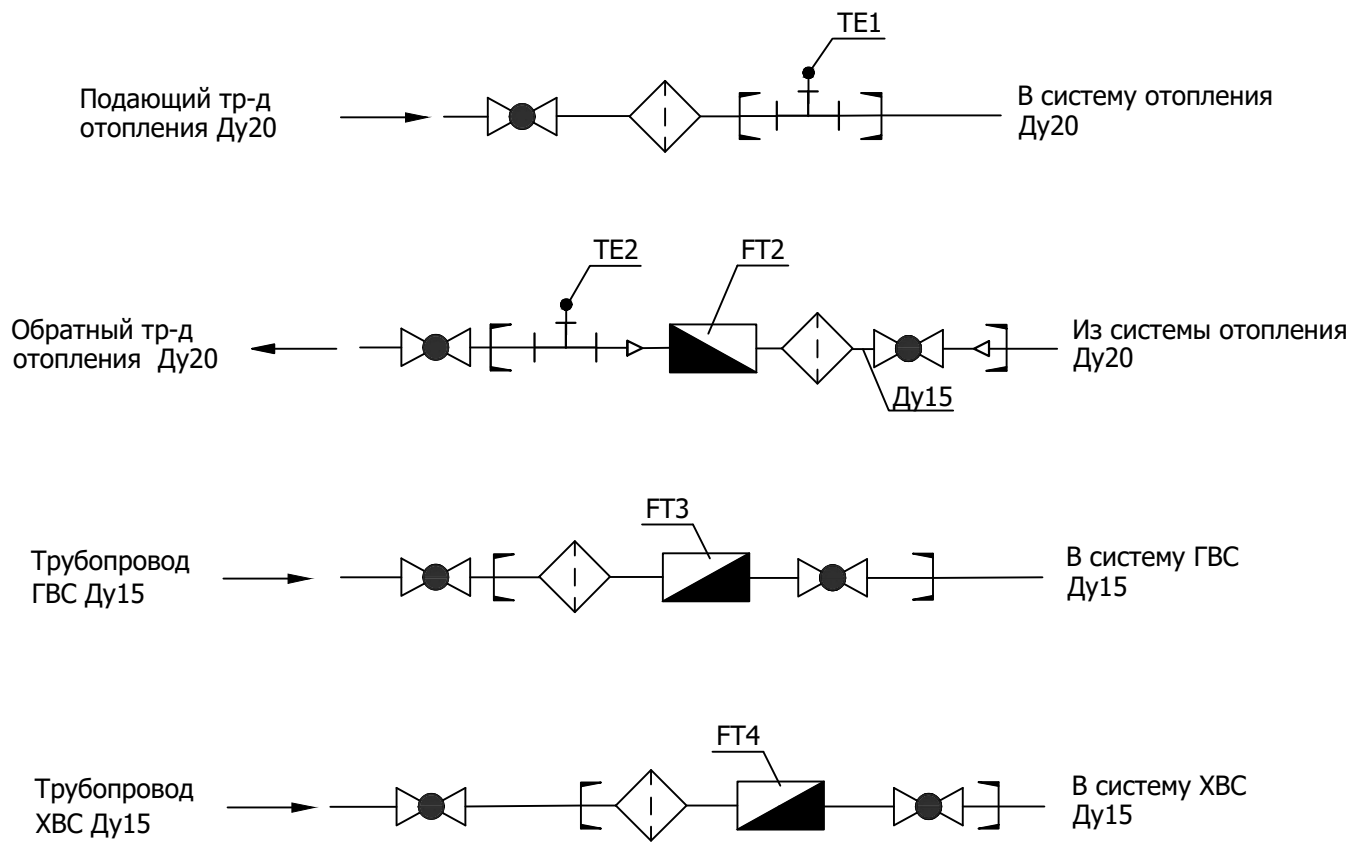 TE1
Подающий тр-д
отопления Ду20
В систему отопления
Ду20
TE2
FT2
Обратный тр-д
отопления Ду20
Из системы отопления
Ду20
Ду15
FT3
Трубопровод
ГВС Ду15
В систему ГВС
Ду15
FT4
Трубопровод
ХВС Ду15
В систему ХВС
Ду15